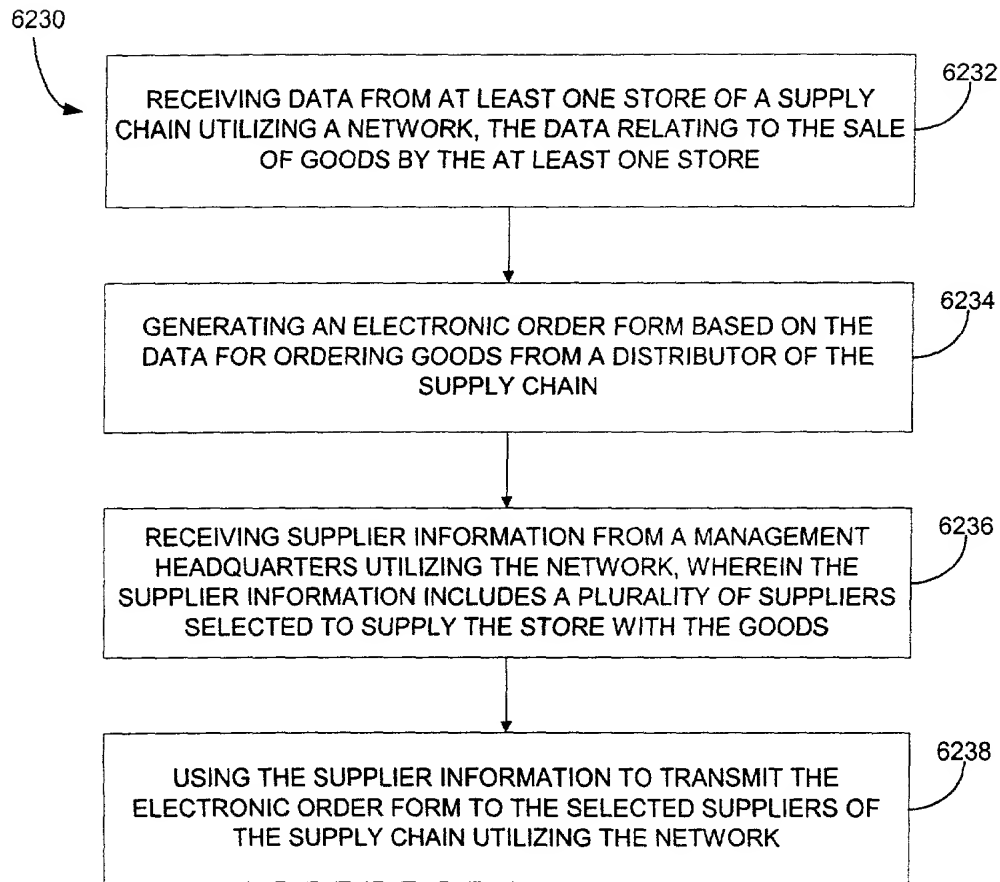 6230
6232
RECEIVING DATA FROM AT LEAST ONE STORE OF A SUPPLY
CHAIN UTILIZING A NETWORK, THE DATA RELATING TO THE SALE
OF GOODS BY THE AT LEAST ONE STORE
6234
GENERATING AN ELECTRONIC ORDER FORM BASED ON THE
DATA FOR ORDERING GOODS FROM A DISTRIBUTOR OF THE
SUPPLY CHAIN
6236
RECEIVING SUPPLIER INFORMATION FROM A MANAGEMENT
HEADQUARTERS UTILIZING THE NETWORK, WHEREIN THE
SUPPLIER INFORMATION INCLUDES A PLURALITY OF SUPPLIERS
SELECTED TO SUPPLY THE STORE WITH THE GOODS
6238
USING THE SUPPLIER INFORMATION TO TRANSMIT THE
ELECTRONIC ORDER FORM TO THE SELECTED SUPPLIERS OF
THE SUPPLY CHAIN UTILIZING THE NETWORK